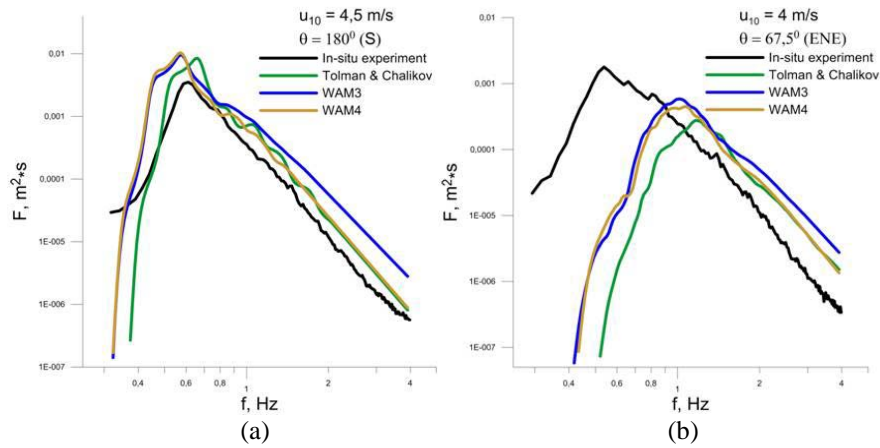 u10 = 4,5 m/s
θ = 180⁰ (S)
In-situ experiment
Tolman & Chalikov
WAM3
WAM4
F, m²*s
0,01
0,001
0,0001
1E-005
1E-006
1E-007
0,4 0,6 0,8 1 2 4
f, Hz
(a)
u10 = 4 m/s
θ = 67,5⁰ (ENE)
In-situ experiment
Tolman & Chalikov
WAM3
WAM4
F, m²*s
0,01
0,001
0,0001
1E-005
1E-006
1E-007
0,4 0,6 0,8 1 2 4
f, Hz
(b)